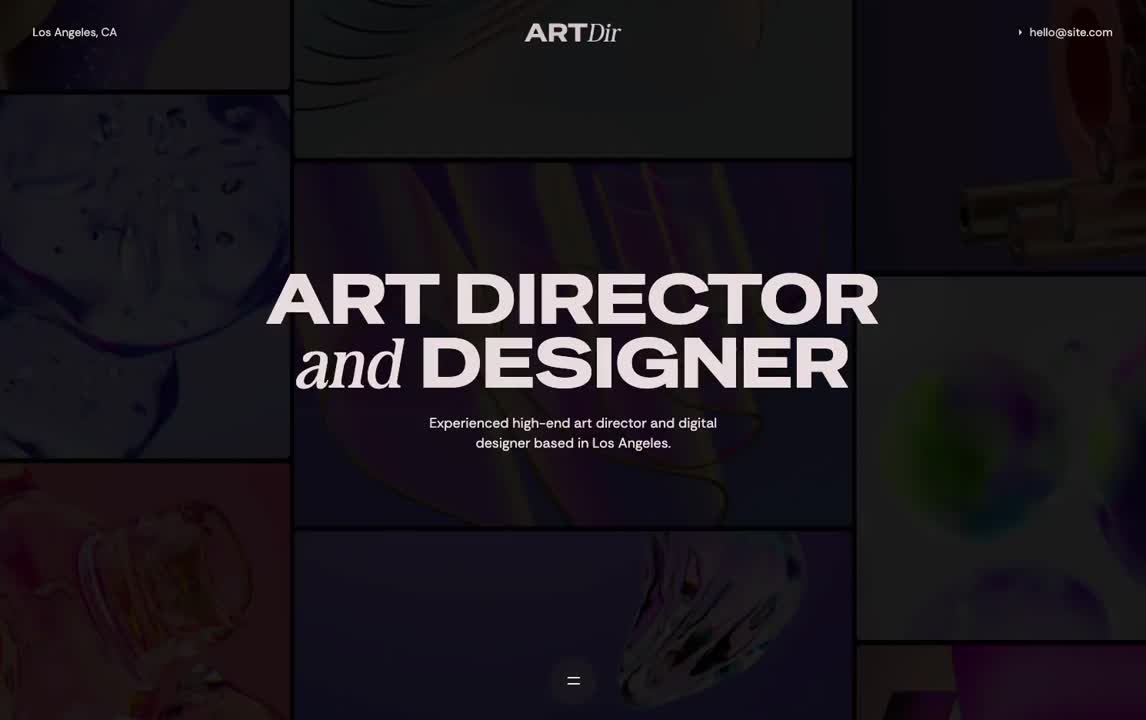 Los Angeles, CA
ARTDir
hello@site.com
ART DIRECTOR
and DESIGNER
Experienced high-end art director and digital
designer based in Los Angeles.